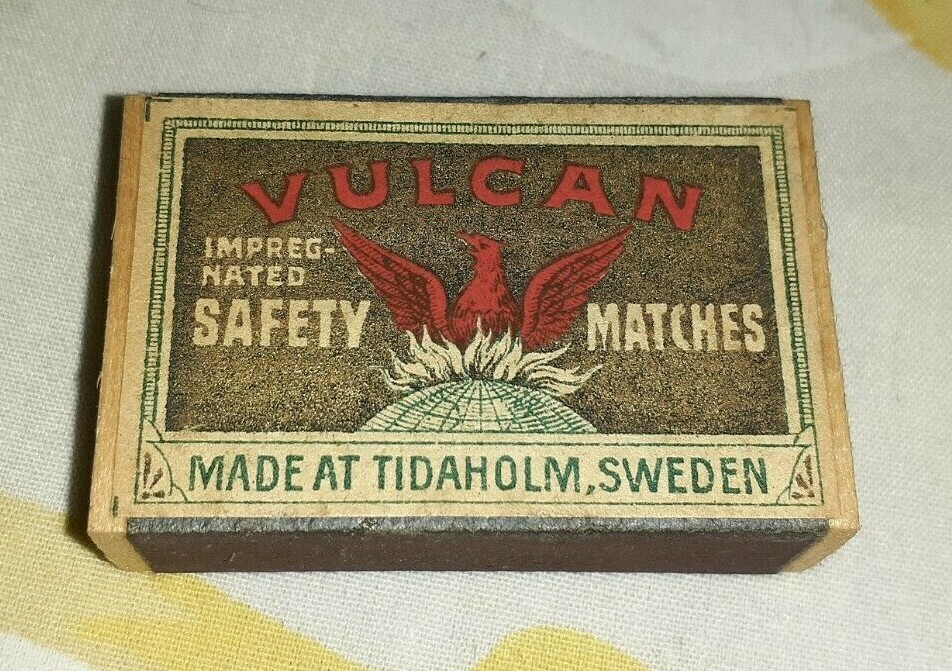 VULCAN
IMPREG-
NATED
SAFETY MATCHES
MADE AT TIDAHOLM, SWEDEN